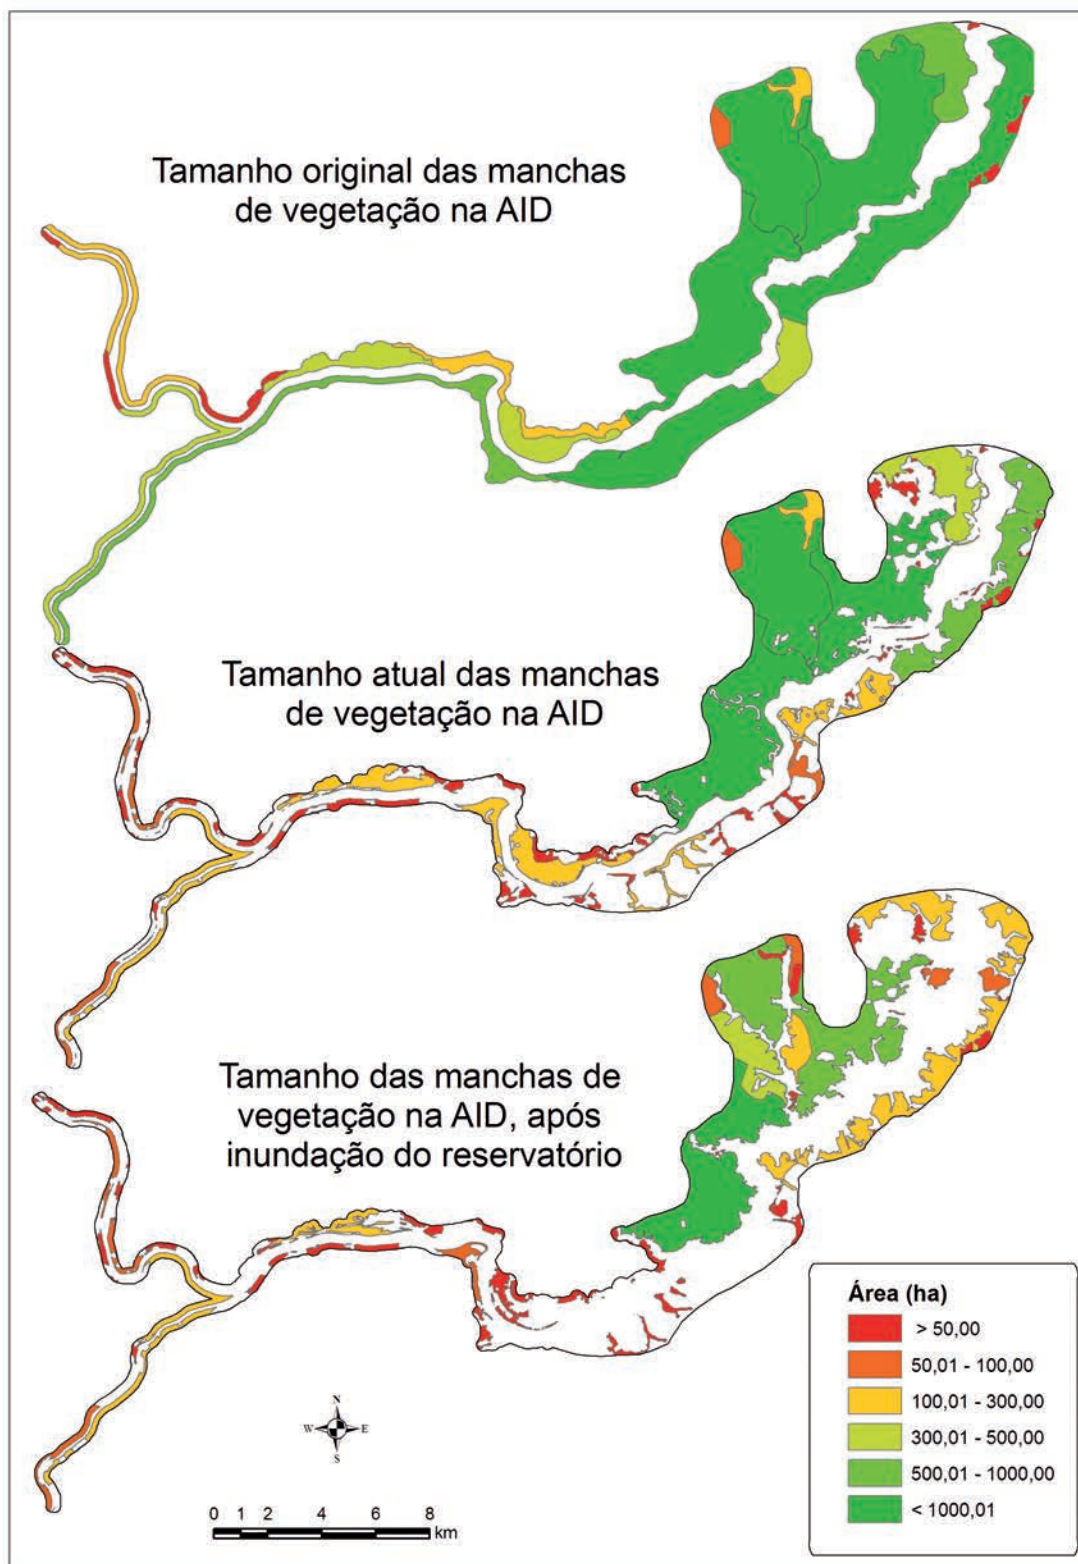 Tamanho original das manchas
de vegetação na AID
Tamanho atual das manchas
de vegetação na AID
Tamanho das manchas de
vegetação na AID, após
inundação do reservatório
N
W E
S
0 1 2 4 6 8
km
Área (ha)
> 50,00
50,01 - 100,00
100,01 - 300,00
300,01 - 500,00
500,01 - 1000,00
< 1000,01